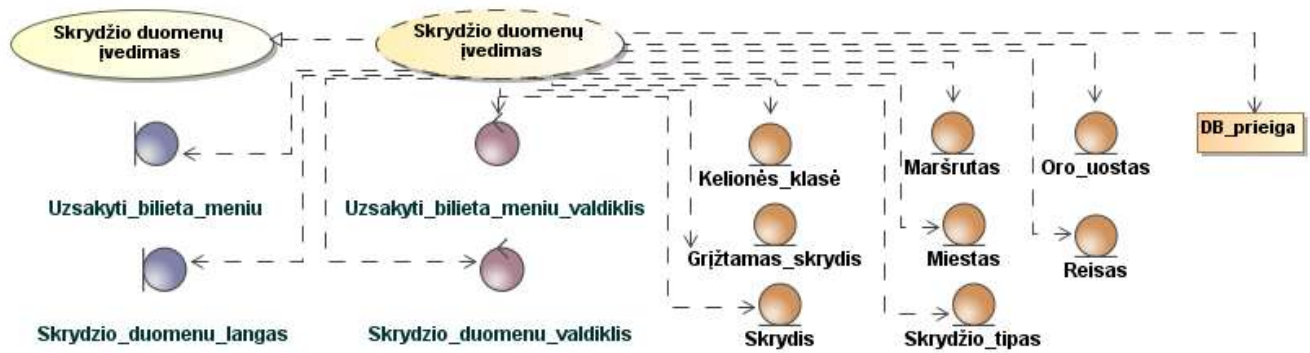 Skrydžio duomenų
įvedimas
Skrydžio duomenų
įvedimas
DB_prieiga
Kelionės_klasė
Maršrutas
Oro_uostas
Uzsakyti_bilieta_meniu
Uzsakyti_bilieta_meniu_valdiklis
Grįžtamas_skrydis
Miestas
Reisas
Skrydzio_duomenu_langas
Skrydzio_duomenu_valdiklis
Skrydis
Skrydžio_tipas